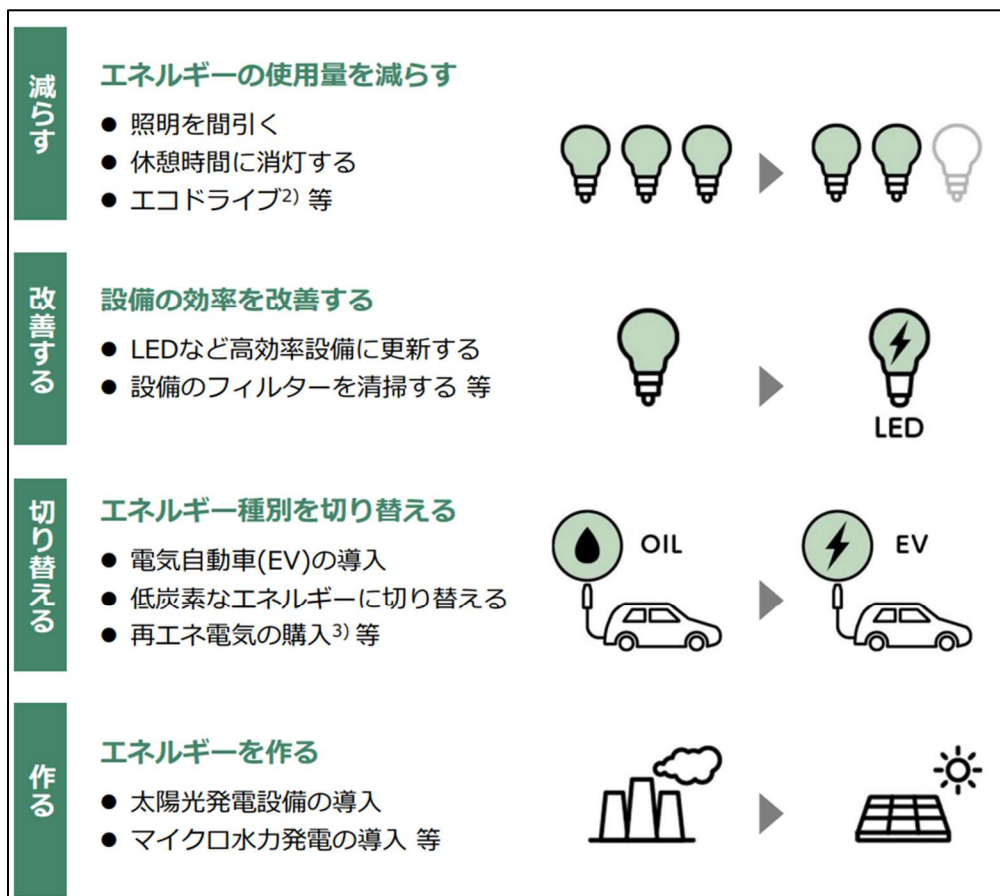 減らす
エネルギーの使用量を減らす
● 照明を間引く
● 休憩時間に消灯する
● エコドライブ2) 等
改善する
設備の効率を改善する
● LEDなど高効率設備に更新する
● 設備のフィルターを清掃する 等
LED
切り替える
エネルギー種別を切り替える
● 電気自動車(EV)の導入
● 低炭素なエネルギーに切り替える
● 再エネ電気の購入3) 等
OIL
EV
作る
エネルギーを作る
● 太陽光発電設備の導入
● マイクロ水力発電の導入 等